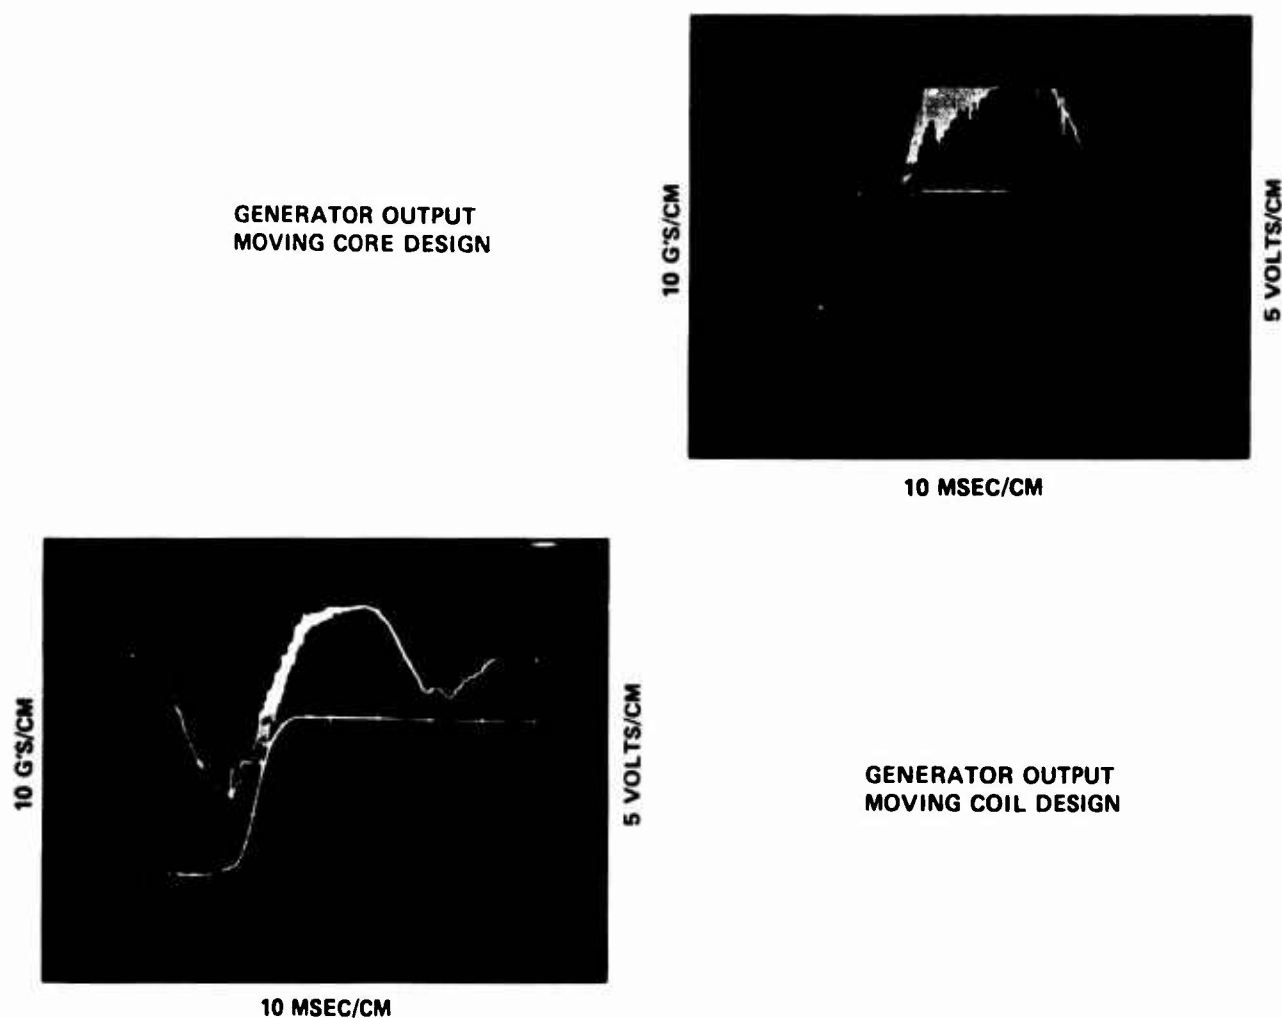 GENERATOR OUTPUT
MOVING CORE DESIGN
10 G'S/CM
5 VOLTS/CM
10 MSEC/CM
10 G'S/CM
5 VOLTS/CM
GENERATOR OUTPUT
MOVING COIL DESIGN
10 MSEC/CM